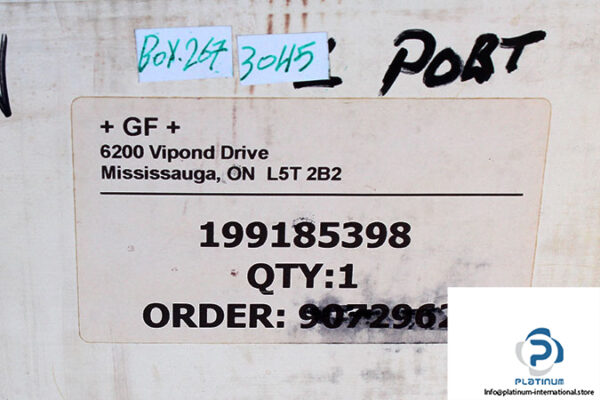 BOX.267 3045
PORT
+ GF +
6200 Vipond Drive
Mississauga, ON L5T 2B2
199185398
QTY:1
ORDER: 9072962
PLATINUM
Info@platinum-international.store